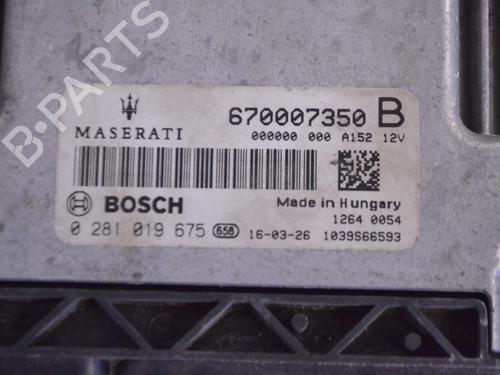 B-PARTS
670007350 B
MASERATI
000000 000 A152 12V
BOSCH
Made in Hungary
1264 0054
0 281 019 675 658 16-03-26 1039S66593